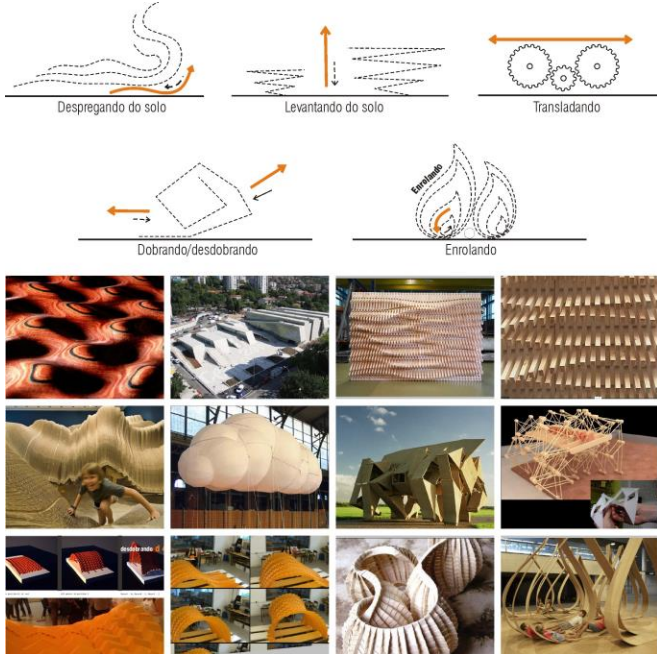 Despregando do solo
Levantando do solo
Transladando
Dobrando/desdobrando
Enrolando
Enrolando
desdobrando